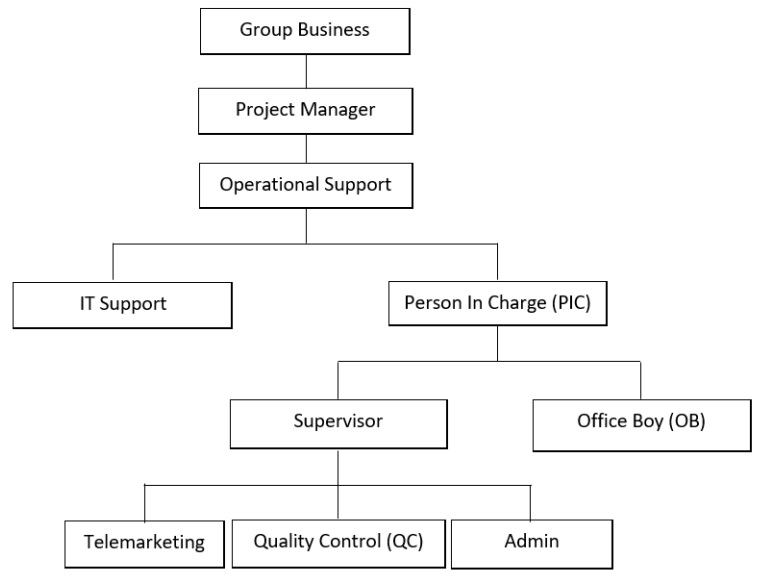 Group Business
Project Manager
Operational Support
IT Support
Person In Charge (PIC)
Supervisor
Office Boy (OB)
Telemarketing
Quality Control (QC)
Admin